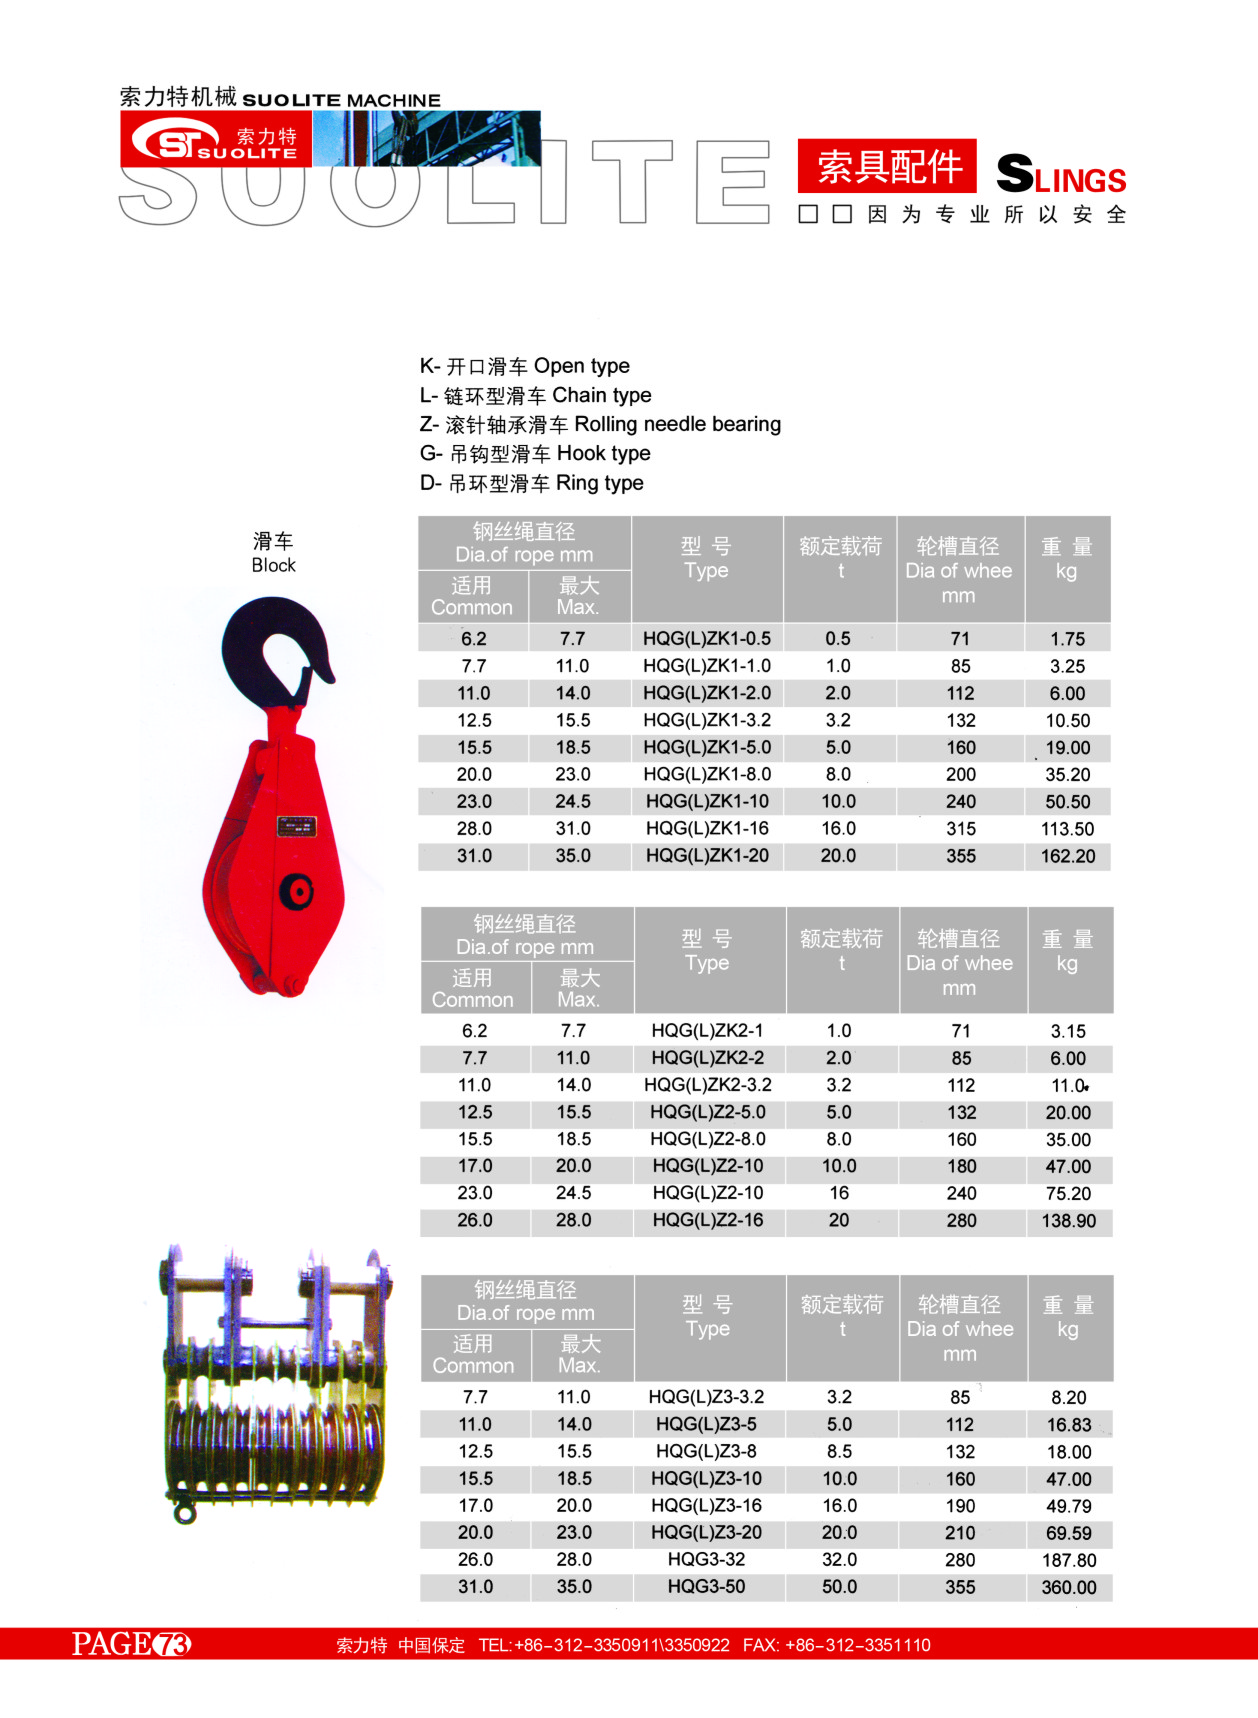 索力特机械 SUOLITE MACHINE
ST 索力特
SUOLITE
SUOLITE
索具配件 SLINGS
□ □ 因 为 专 业 所 以 安 全
K- 开口滑车 Open type
L- 链环型滑车 Chain type
Z- 滚针轴承滑车 Rolling needle bearing
G- 吊钩型滑车 Hook type
D- 吊环型滑车 Ring type
滑车
Block
钢丝绳直径 型 号 额定载荷 轮槽直径 重 量
Dia.of rope mm Type t Dia of whee kg
适用 最大 mm
Common Max.
6.2 7.7 HQG(L)ZK1-0.5 0.5 71 1.75
7.7 11.0 HQG(L)ZK1-1.0 1.0 85 3.25
11.0 14.0 HQG(L)ZK1-2.0 2.0 112 6.00
12.5 15.5 HQG(L)ZK1-3.2 3.2 132 10.50
15.5 18.5 HQG(L)ZK1-5.0 5.0 160 19.00
20.0 23.0 HQG(L)ZK1-8.0 8.0 200 35.20
23.0 24.5 HQG(L)ZK1-10 10.0 240 50.50
28.0 31.0 HQG(L)ZK1-16 16.0 315 113.50
31.0 35.0 HQG(L)ZK1-20 20.0 355 162.20
钢丝绳直径 型 号 额定载荷 轮槽直径 重 量
Dia.of rope mm Type t Dia of whee kg
适用 最大 mm
Common Max.
6.2 7.7 HQG(L)ZK2-1 1.0 71 3.15
7.7 11.0 HQG(L)ZK2-2 2.0 85 6.00
11.0 14.0 HQG(L)ZK2-3.2 3.2 112 11.0
12.5 15.5 HQG(L)Z2-5.0 5.0 132 20.00
15.5 18.5 HQG(L)Z2-8.0 8.0 160 35.00
17.0 20.0 HQG(L)Z2-10 10.0 180 47.00
23.0 24.5 HQG(L)Z2-10 16 240 75.20
26.0 28.0 HQG(L)Z2-16 20 280 138.90
钢丝绳直径 型 号 额定载荷 轮槽直径 重 量
Dia.of rope mm Type t Dia of whee kg
适用 最大 mm
Common Max.
7.7 11.0 HQG(L)Z3-3.2 3.2 85 8.20
11.0 14.0 HQG(L)Z3-5 5.0 112 16.83
12.5 15.5 HQG(L)Z3-8 8.5 132 18.00
15.5 18.5 HQG(L)Z3-10 10.0 160 47.00
17.0 20.0 HQG(L)Z3-16 16.0 190 49.79
20.0 23.0 HQG(L)Z3-20 20.0 210 69.59
26.0 28.0 HQG3-32 32.0 280 187.80
31.0 35.0 HQG3-50 50.0 355 360.00
PAGE 73 索力特 中国保定 TEL:+86-312-3350911\3350922 FAX: +86-312-3351110